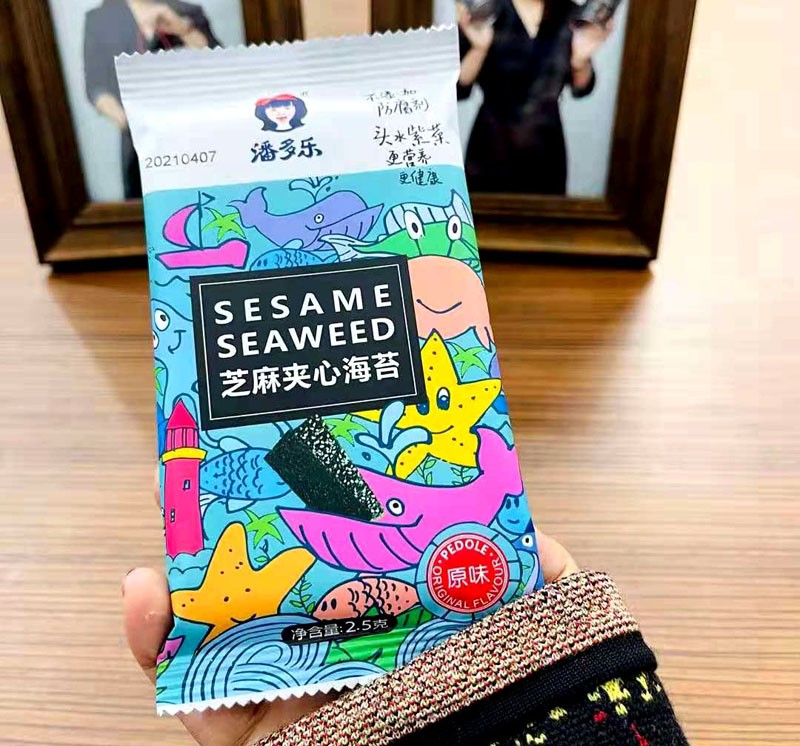 不添加
防腐剂
头水紫菜
更营养
更健康
潘多乐
20210407
SESAME
SEAWEED
芝麻夹心海苔
PEDOLE
原味
ORIGINAL FLAVOUR
净含量:2.5克